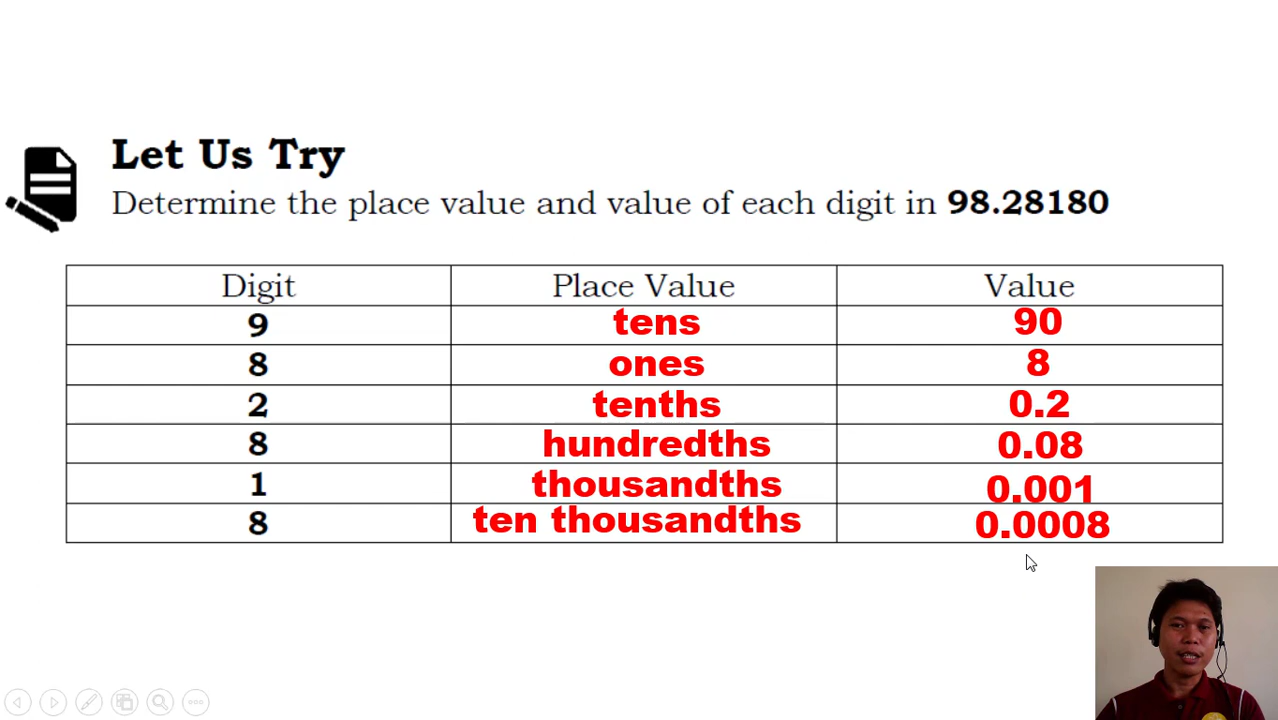 Let Us Try
Determine the place value and value of each digit in 98.28180
Digit Place Value Value
9 tens 90
8 ones 8
2 tenths 0.2
8 hundredths 0.08
1 thousandths 0.001
8 ten thousandths 0.0008